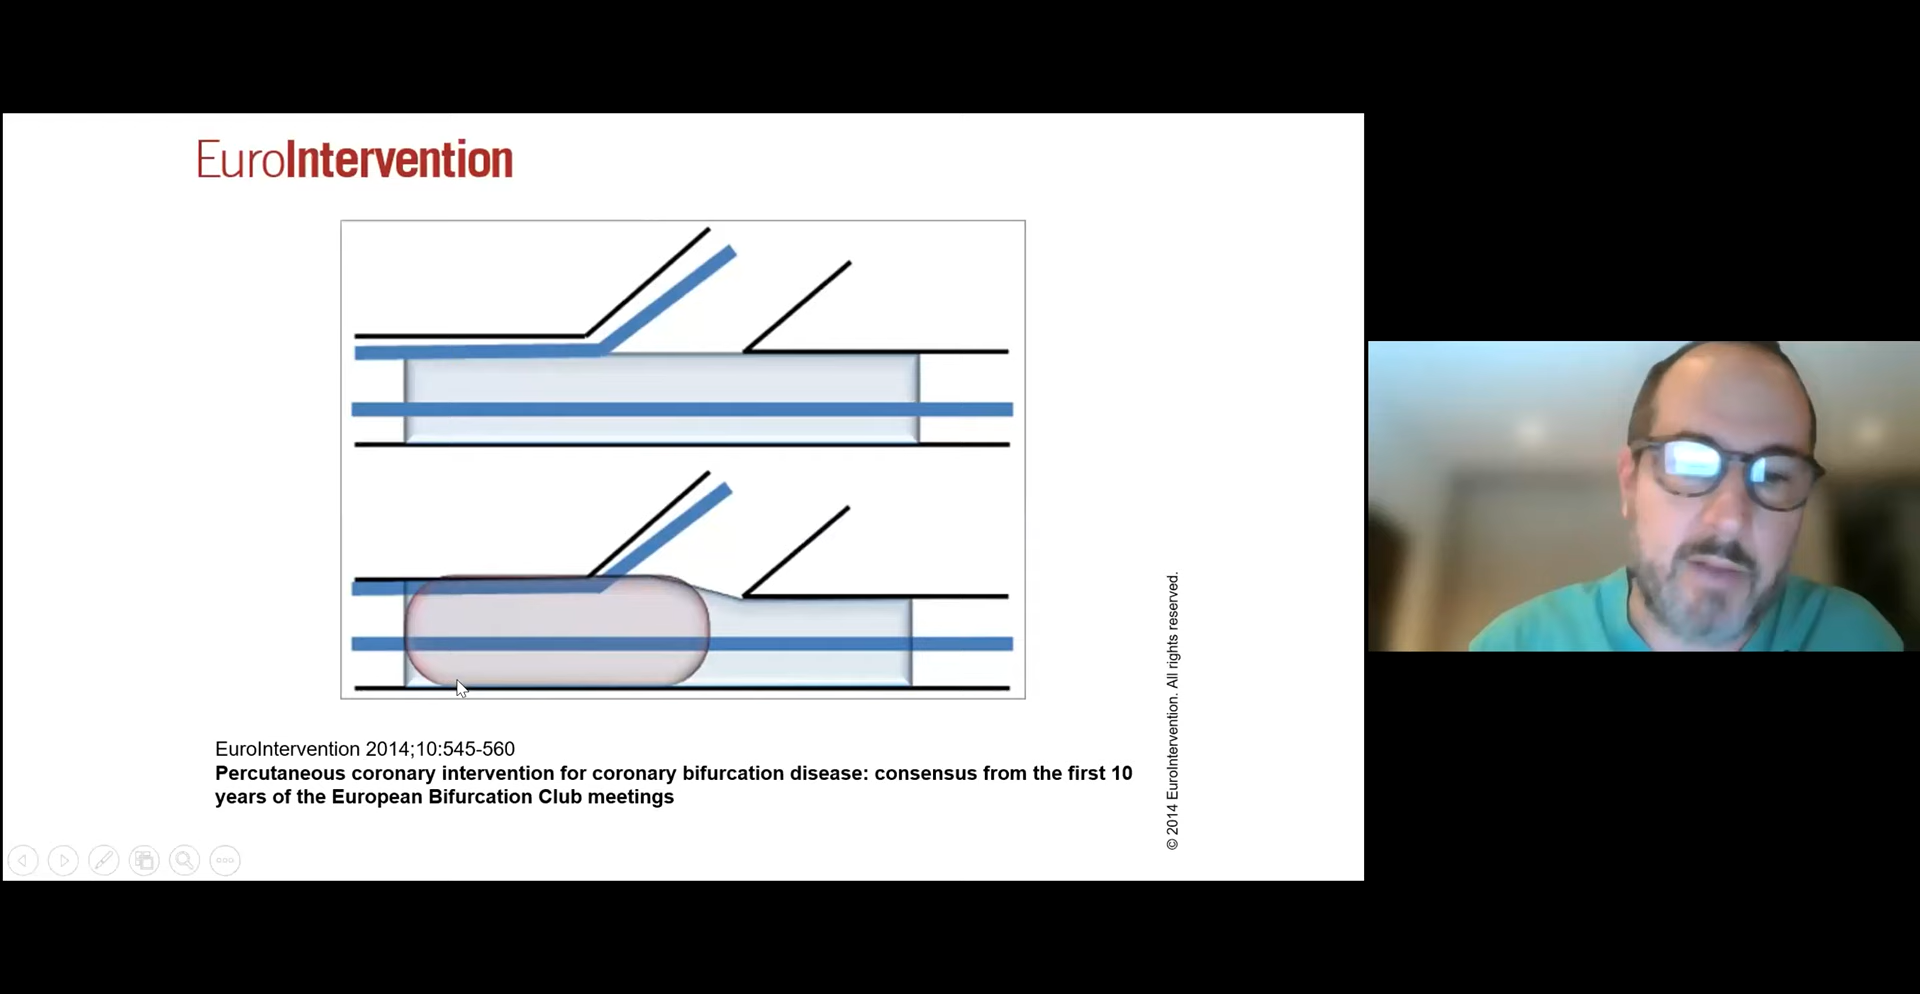 EuroIntervention
EuroIntervention 2014;10:545-560
Percutaneous coronary intervention for coronary bifurcation disease: consensus from the first 10
years of the European Bifurcation Club meetings
© 2014 EuroIntervention. All rights reserved.